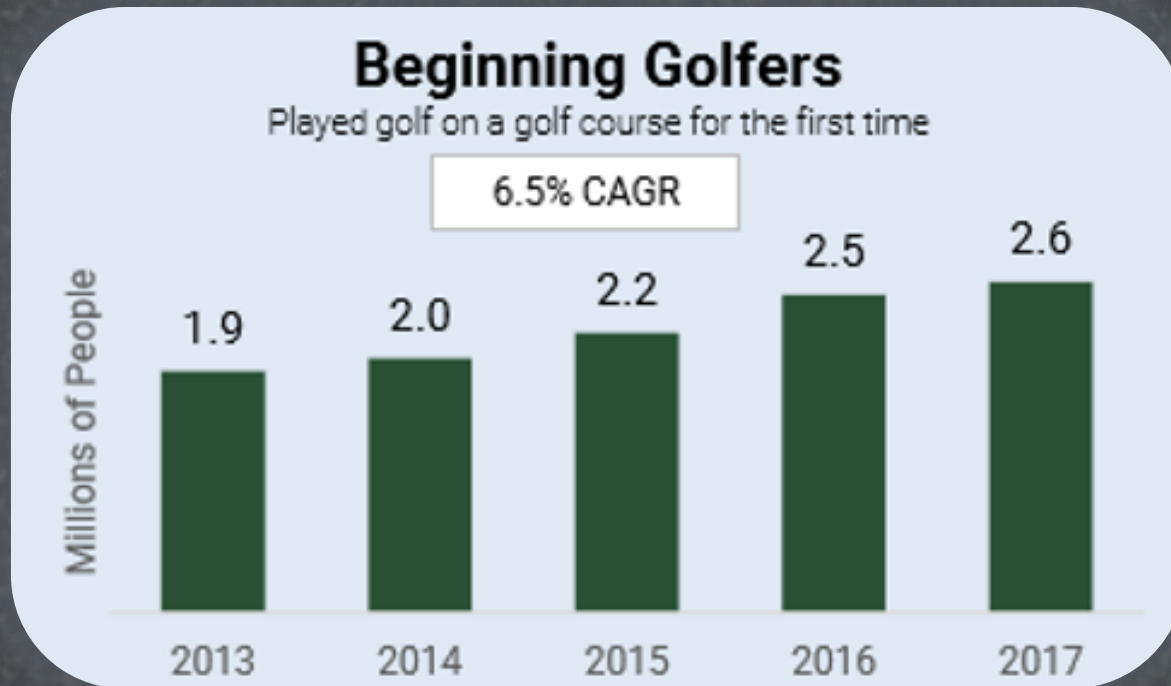 Beginning Golfers
Played golf on a golf course for the first time
6.5% CAGR
Millions of People
1.9
2.0
2.2
2.5
2.6
2013
2014
2015
2016
2017